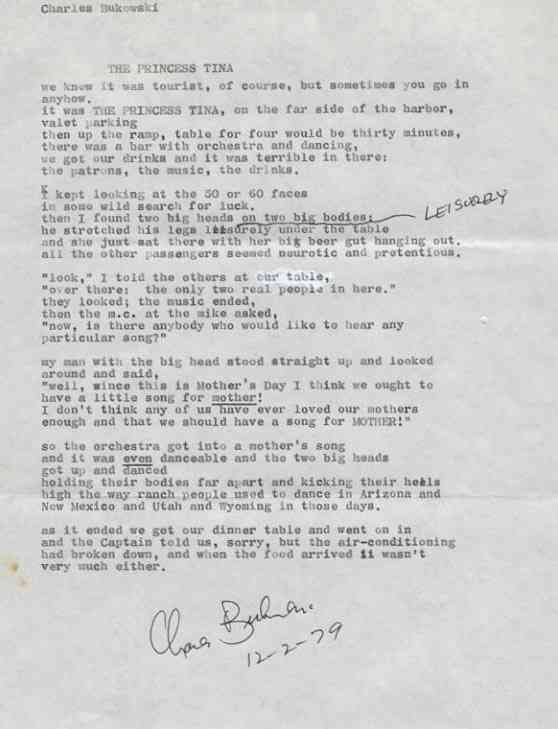 Charles Bukowski
THE PRINCESS TINA
we knew it was tourist, of course, but sometimes you go in
anyhow.
it was THE PRINCESS TINA, on the far side of the harbor,
valet parking
then up the ramp, table for four would be thirty minutes,
there was a bar with orchestra and dancing,
we got our drinks and it was terrible in there:
the patrons, the music, the drinks.
I kept looking at the 50 or 60 faces
in some wild search for luck.
then I found two big heads on two big bodies;
LEISURELY
he stretched his legs leisurely under the table
and she just sat there with her big beer gut hanging out.
all the other passengers seemed neurotic and pretentious.
"look," I told the others at our table,
"over there: the only two real people in here."
they looked; the music ended,
then the m.c. at the mike asked,
"now, is there anybody who would like to hear any
particular song?"
my man with the big head stood straight up and looked
around and said,
"well, wince this is Mother's Day I think we ought to
have a little song for mother!
I don't think any of us have ever loved our mothers
enough and that we should have a song for MOTHER!"
so the orchestra got into a mother's song
and it was even danceable and the two big heads
got up and danced
holding their bodies far apart and kicking their heels
high the way ranch people used to dance in Arizona and
New Mexico and Utah and Wyoming in those days.
as it ended we got our dinner table and went on in
and the Captain told us, sorry, but the air-conditioning
had broken down, and when the food arrived it wasn't
very much either.
Charles Bukowski
12-2-79